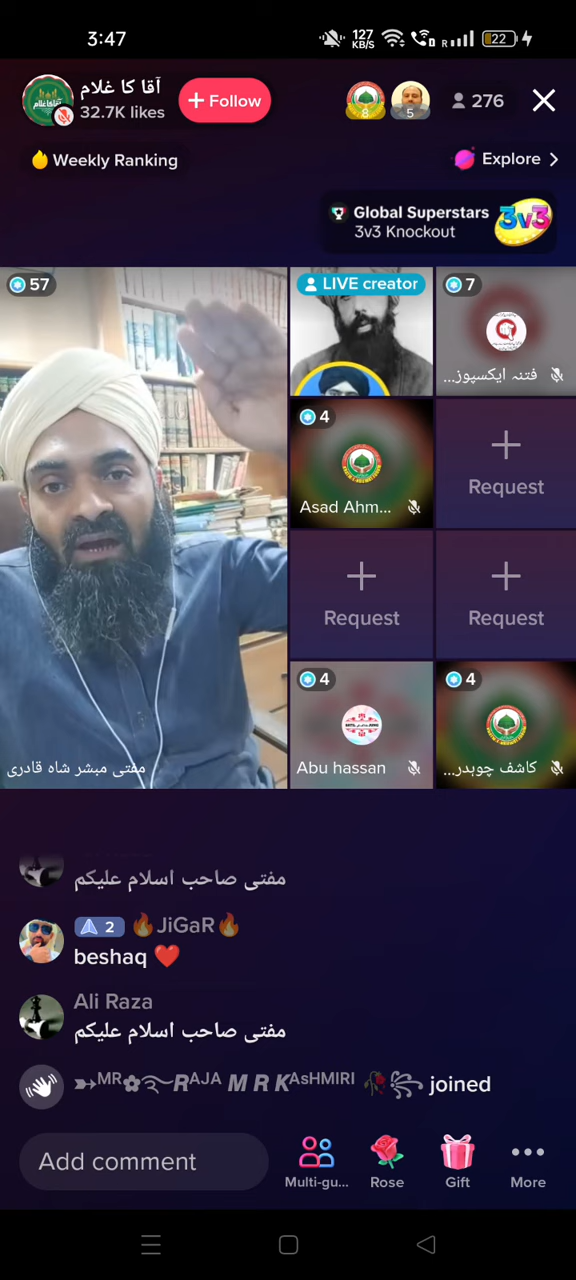 3:47
127
KB/S
R
22
آقا کا غلام
32.7K likes
+ Follow
8
5
276
Weekly Ranking
Explore
Global Superstars
3v3 Knockout
3v3
57
LIVE creator
7
فتنہ ایکسپوز...
4
Asad Ahm...
Request
Request
Request
مفتی مبشر شاہ قادری
4
Abu hassan
4
کاشف چوہدر...
مفتی صاحب اسلام علیکم
2 🔥JiGaR🔥
beshaq ❤️
Ali Raza
مفتی صاحب اسلام علیکم
➵ᴹᴿ✿࿐RAJA M R KAsHMIRI 🥀 joined
Add comment
Multi-gu...
Rose
Gift
More